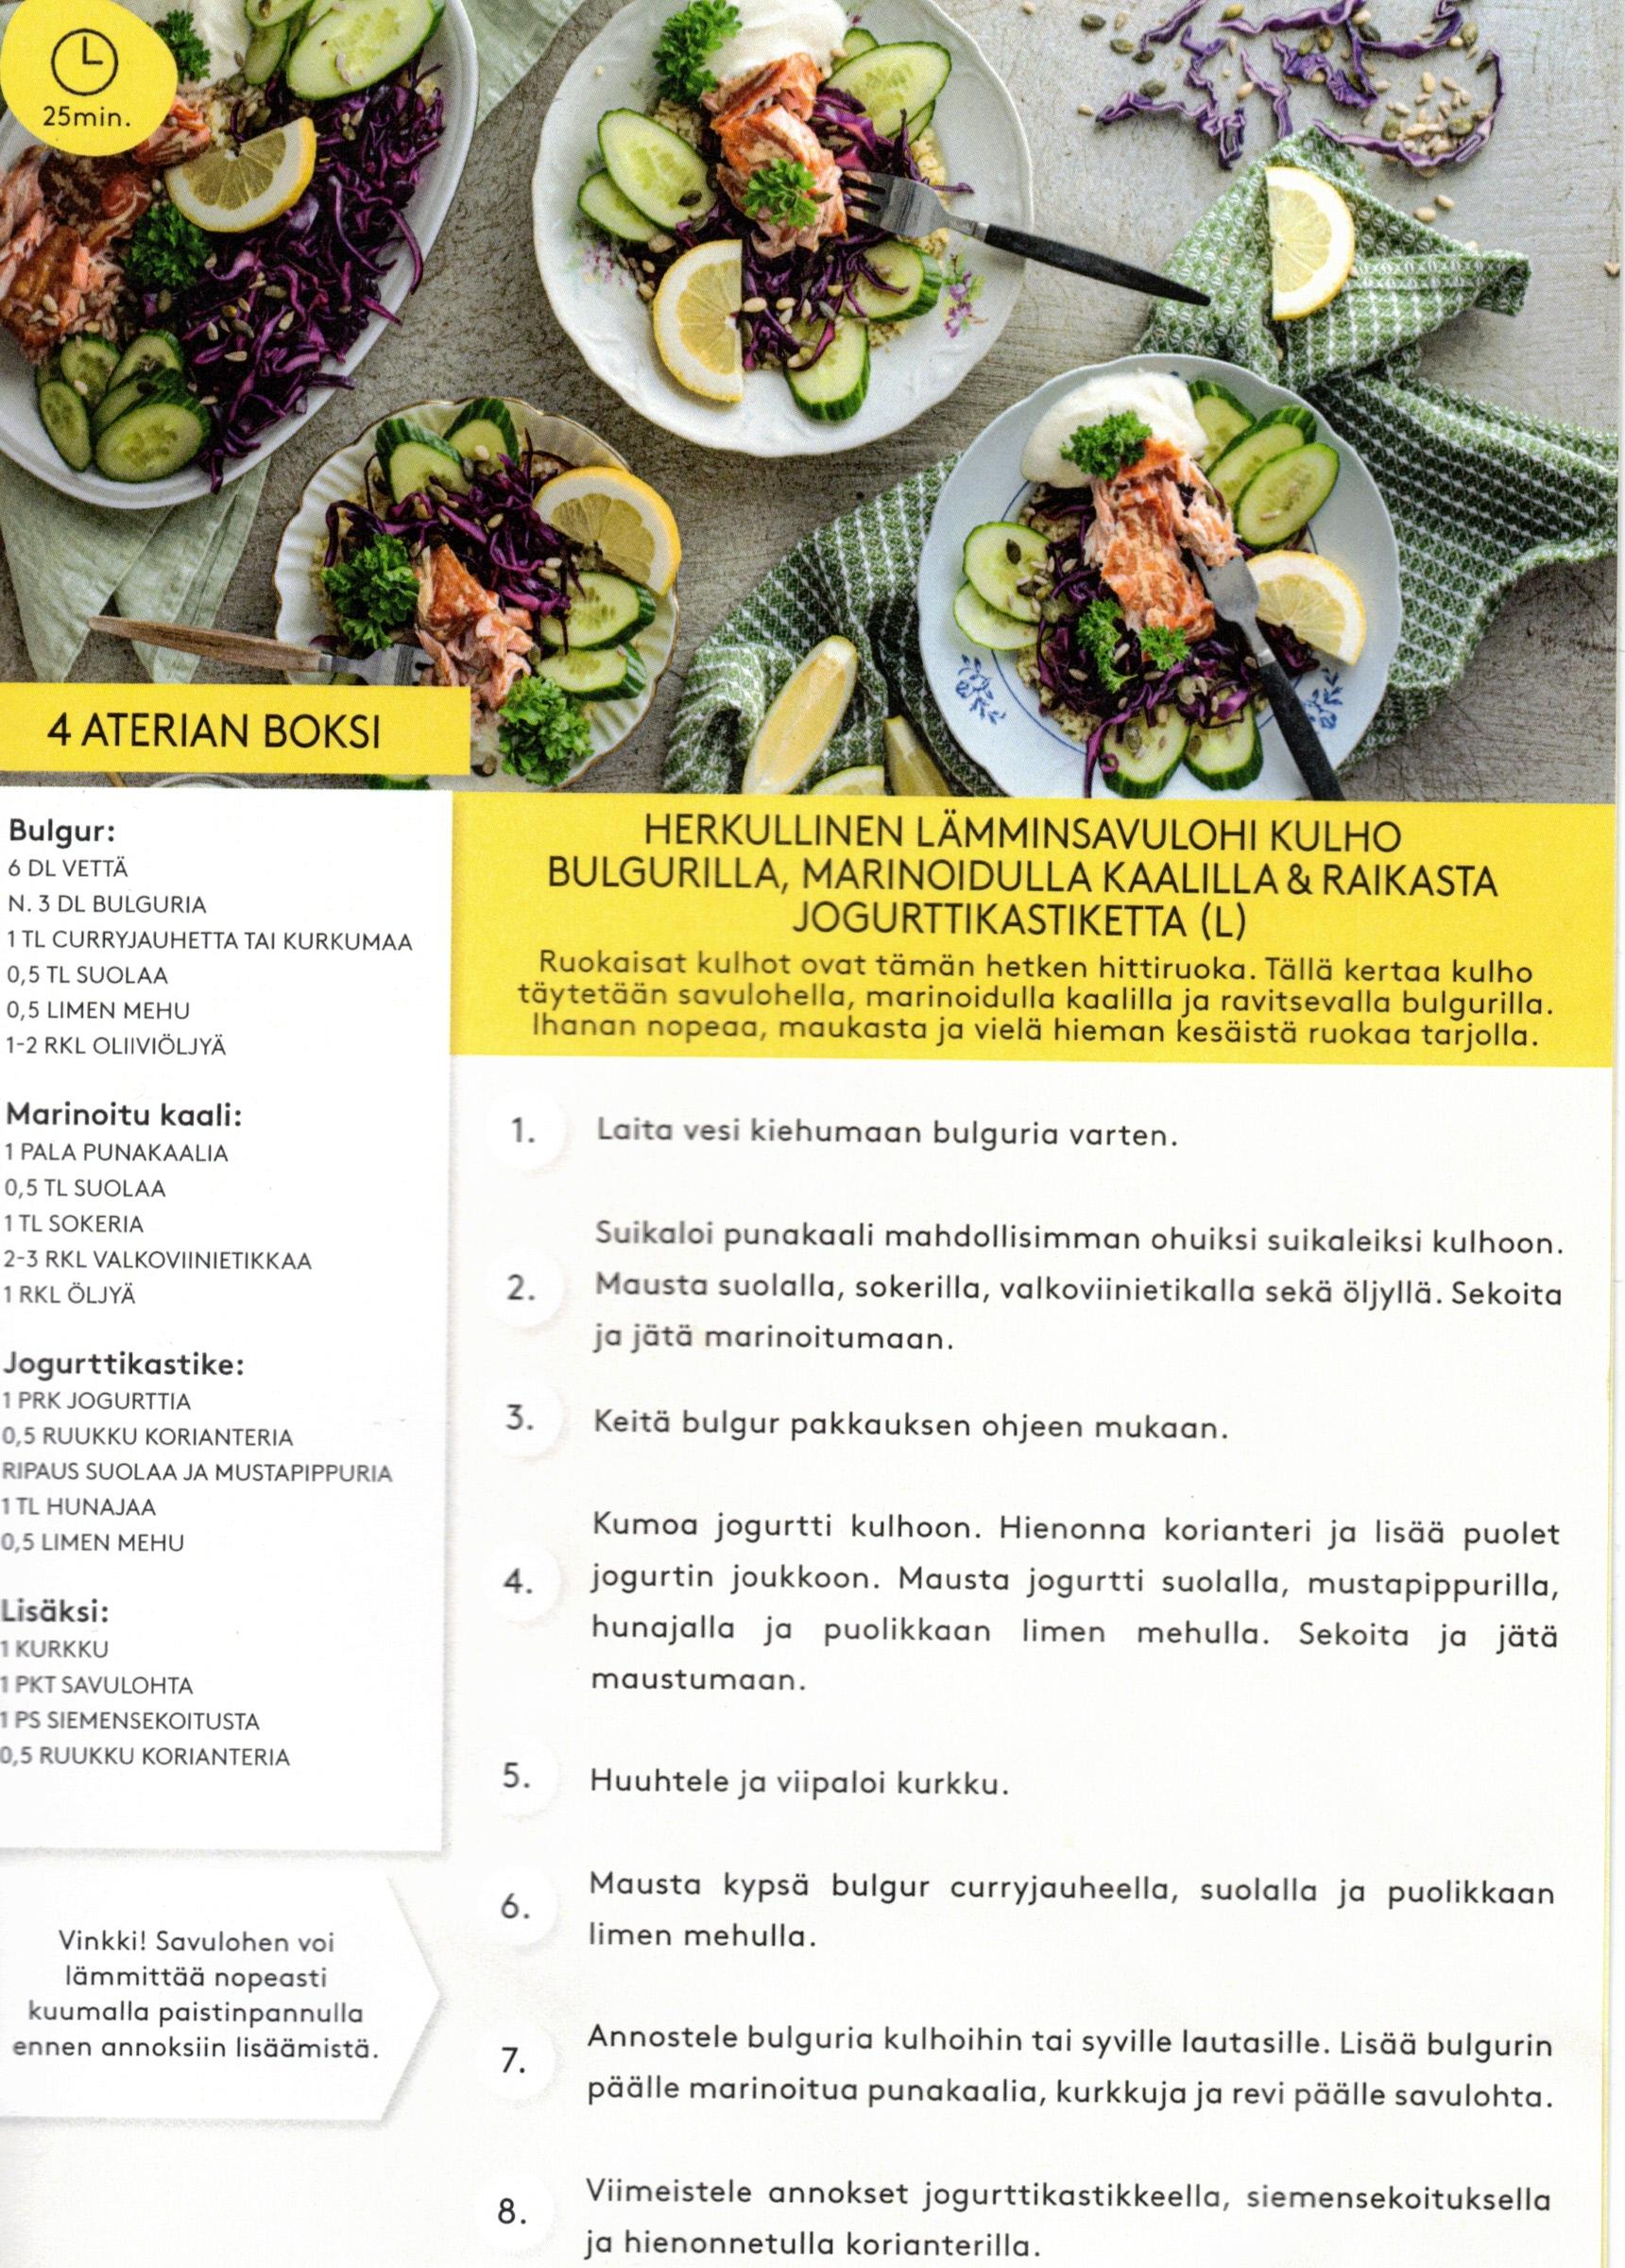 25min.
4 ATERIAN BOKSI
Bulgur:
6 DL VETTÄ
N. 3 DL BULGURIA
1 TL CURRYJAUHETTA TAI KURKUMAA
0,5 TL SUOLAA
0,5 LIMEN MEHU
1-2 RKL OLIIVIÖLJYÄ
Marinoitu kaali:
1 PALA PUNAKAALIA
0,5 TL SUOLAA
1 TL SOKERIA
2-3 RKL VALKOVIINIETIKKAA
1 RKL ÖLJYÄ
Jogurttikastike:
1 PRK JOGURTTIA
0,5 RUUKKU KORIANTERIA
RIPAUS SUOLAA JA MUSTAPIPPURIA
1 TL HUNAJAA
0,5 LIMEN MEHU
Lisäksi:
1 KURKKU
1 PKT SAVULOHTA
1 PS SIEMENSEKOITUSTA
0,5 RUUKKU KORIANTERIA
Vinkki! Savulohen voi
lämmittää nopeasti
kuumalla paistinpannulla
ennen annoksiin lisäämistä.
HERKULLINEN LÄMMINSAVULOHI KULHO
BULGURILLA, MARINOIDULLA KAALILLA & RAIKASTA
JOGURTTIKASTIKETTA (L)
Ruokaisat kulhot ovat tämän hetken hittiruoka. Tällä kertaa kulho
täytetään savulohella, marinoidulla kaalilla ja ravitsevalla bulgurilla.
Ihanan nopeaa, maukasta ja vielä hieman kesäistä ruokaa tarjolla.
1. Laita vesi kiehumaan bulguria varten.
Suikaloi punakaali mahdollisimman ohuiksi suikaleiksi kulhoon.
2. Mausta suolalla, sokerilla, valkoviinietikalla sekä öljyllä. Sekoita
ja jätä marinoitumaan.
3. Keitä bulgur pakkauksen ohjeen mukaan.
Kumoa jogurtti kulhoon. Hienonna korianteri ja lisää puolet
4. jogurtin joukkoon. Mausta jogurtti suolalla, mustapippurilla,
hunajalla ja puolikkaan limen mehulla. Sekoita ja jätä
maustumaan.
5. Huuhtele ja viipaloi kurkku.
6. Mausta kypsä bulgur curryjauheella, suolalla ja puolikkaan
limen mehulla.
7. Annostele bulguria kulhoihin tai syville lautasille. Lisää bulgurin
päälle marinoitua punakaalia, kurkkuja ja revi päälle savulohta.
8. Viimeistele annokset jogurttikastikkeella, siemensekoituksella
ja hienonnetulla korianterilla.